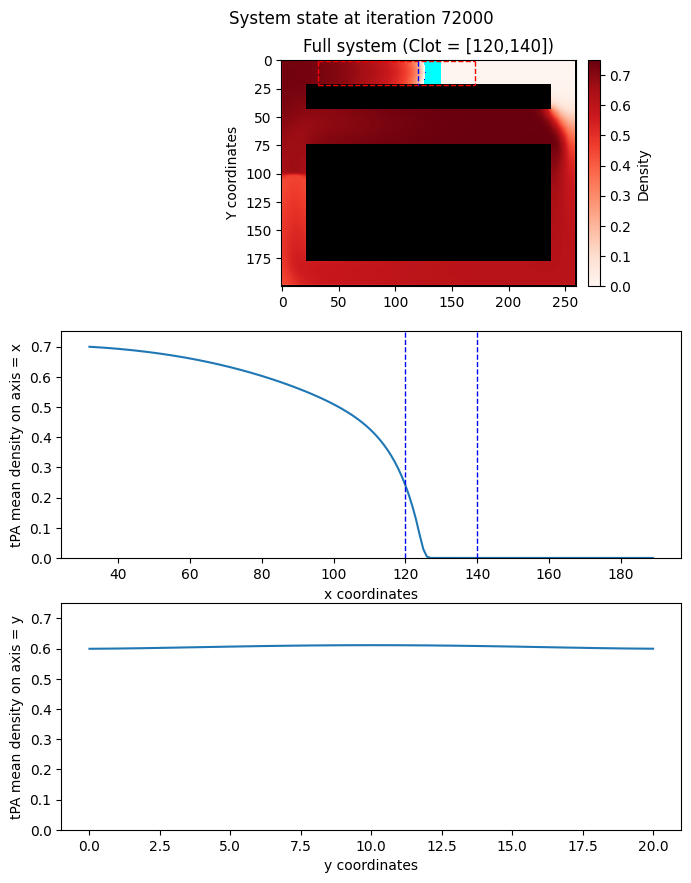 System state at iteration 72000
Full system (Clot = [120,140])
0
25
50
75
100
125
150
175
Y coordinates
0 50 100 150 200 250
0.7
0.6
0.5
0.4
0.3
0.2
0.1
0.0
Density
0.7
0.6
0.5
0.4
0.3
0.2
0.1
0.0
tPA mean density on axis = x
40 60 80 100 120 140 160 180
x coordinates
0.7
0.6
0.5
0.4
0.3
0.2
0.1
0.0
tPA mean density on axis = y
0.0 2.5 5.0 7.5 10.0 12.5 15.0 17.5 20.0
y coordinates